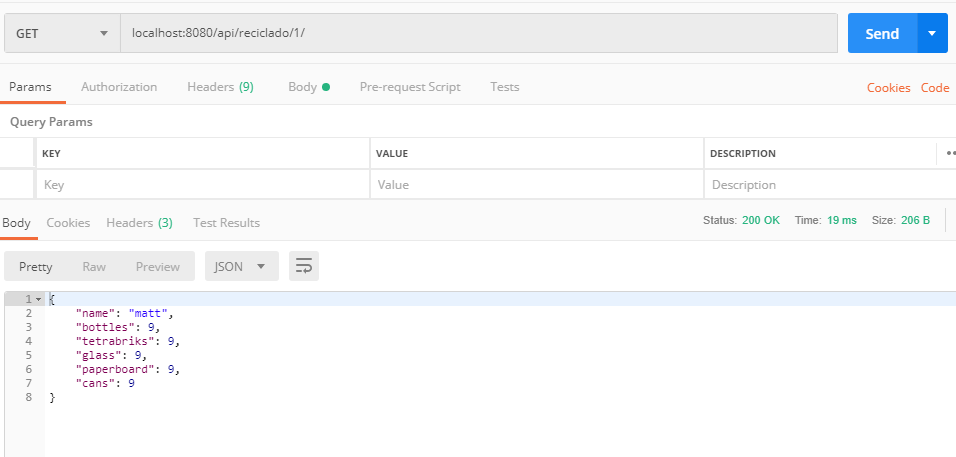 GET localhost:8080/api/reciclado/1/ Send
Params Authorization Headers (9) Body Pre-request Script Tests Cookies Code
Query Params
KEY VALUE DESCRIPTION
Key Value Description
Body Cookies Headers (3) Test Results Status: 200 OK Time: 19 ms Size: 206 B
Pretty Raw Preview JSON
1 {
2 "name": "matt",
3 "bottles": 9,
4 "tetrabriks": 9,
5 "glass": 9,
6 "paperboard": 9,
7 "cans": 9
8 }